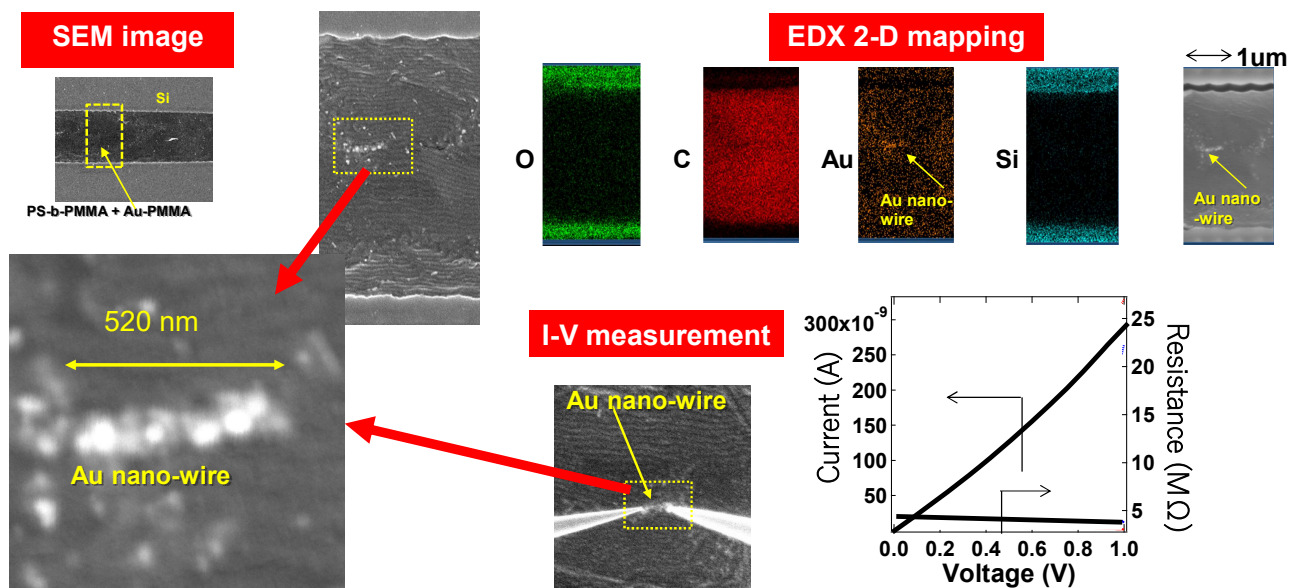 SEM image
Si
PS-b-PMMA + Au-PMMA
520 nm
Au nano-wire
EDX 2-D mapping
O
C
Au
Au nano-
wire
Si
1um
Au nano
-wire
I-V measurement
Au nano-wire
300x10⁻⁹
250
200
150
100
50
Current (A)
25
20
15
10
5
Resistance (MΩ)
0.0 0.2 0.4 0.6 0.8 1.0
Voltage (V)